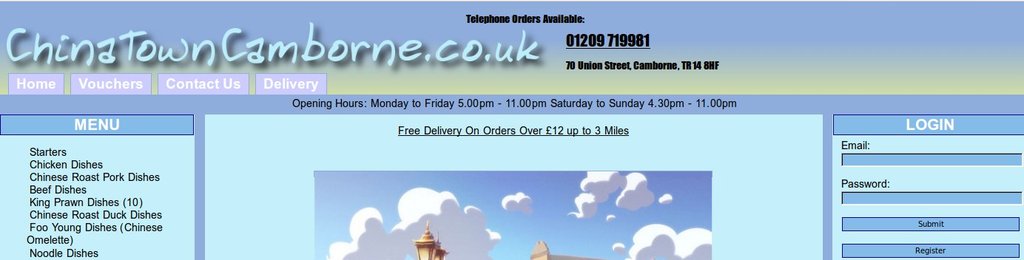 Telephone Orders Available:
ChinaTownCamborne.co.uk
01209 719981
70 Union Street, Camborne, TR14 8HF
Home Vouchers Contact Us Delivery
Opening Hours: Monday to Friday 5.00pm - 11.00pm Saturday to Sunday 4.30pm - 11.00pm
MENU
Starters
Chicken Dishes
Chinese Roast Pork Dishes
Beef Dishes
King Prawn Dishes (10)
Chinese Roast Duck Dishes
Foo Young Dishes (Chinese
Omelette)
Noodle Dishes
Free Delivery On Orders Over £12 up to 3 Miles
LOGIN
Email:
Password:
Submit
Register